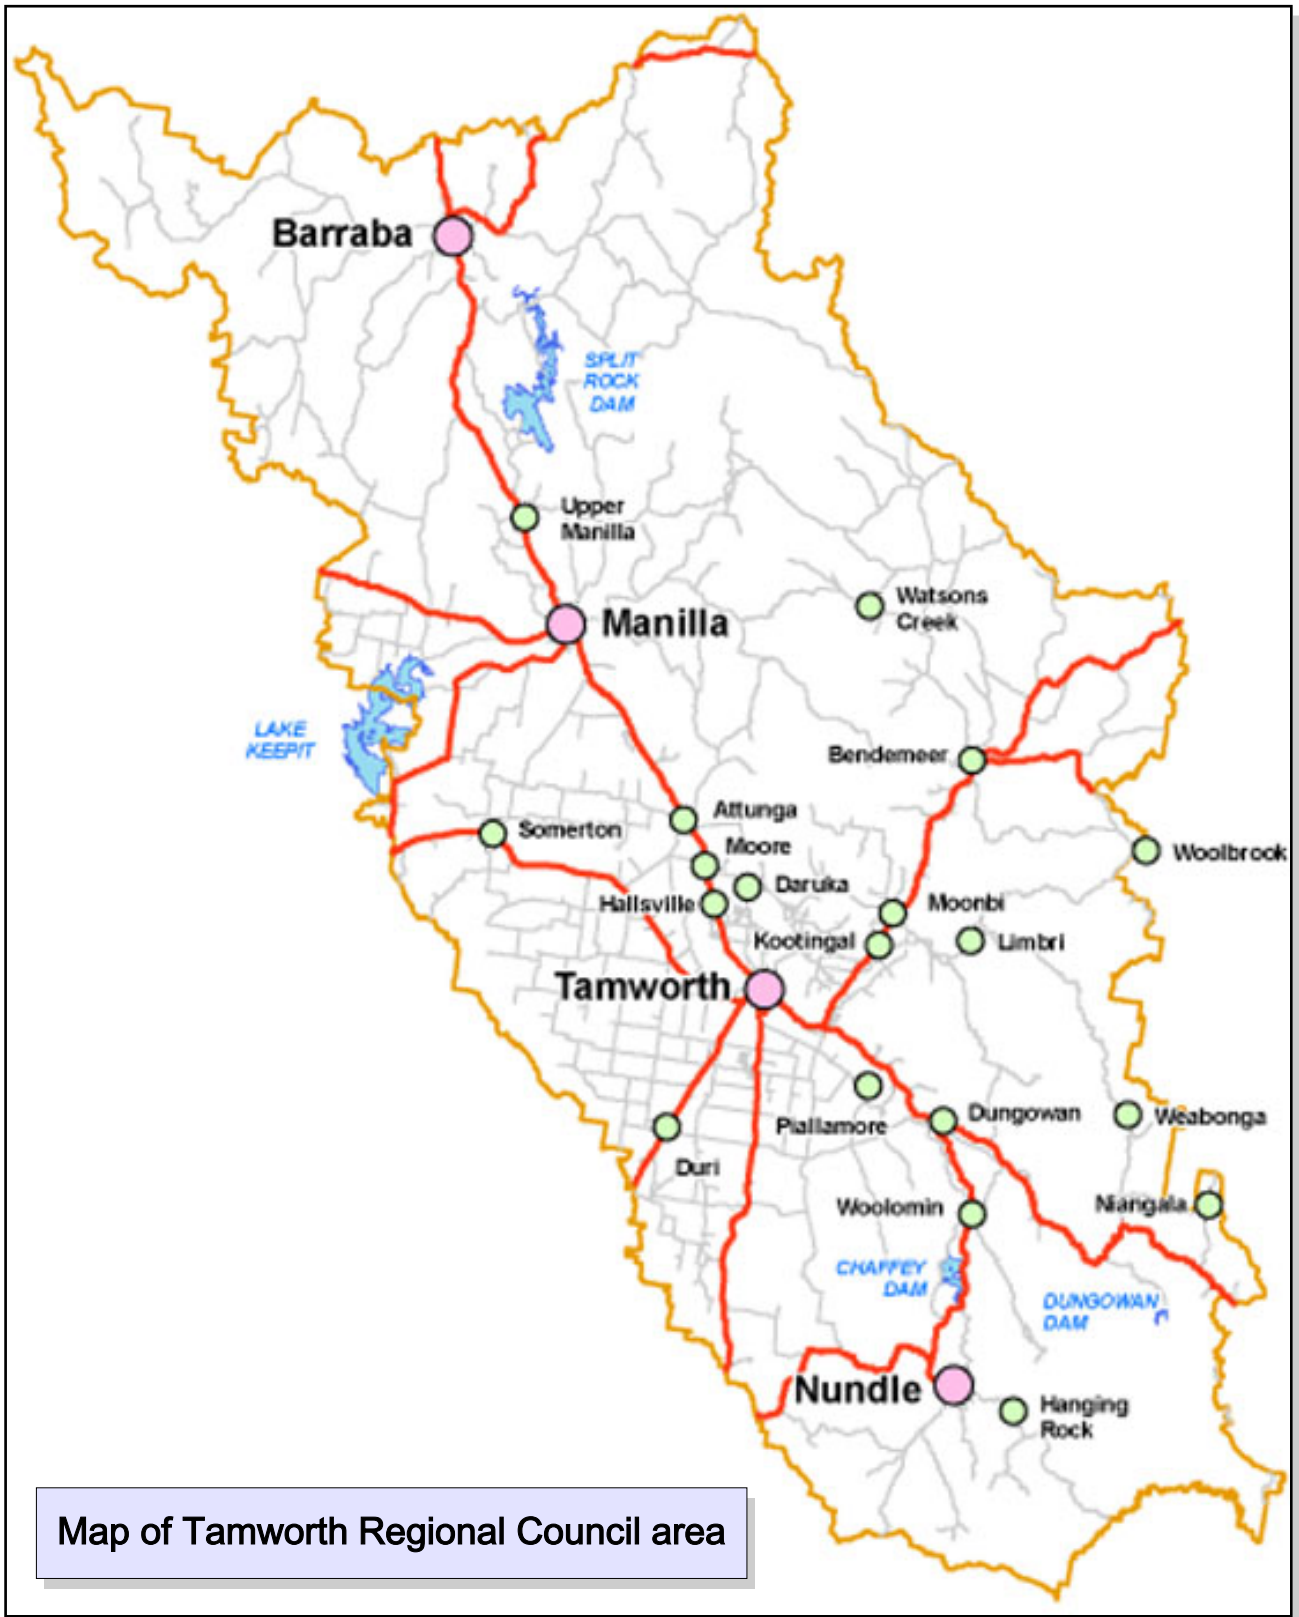 Barraba
SPLIT
ROCK
DAM
Upper
Manilla
Watsons
Creek
Manilla
LAKE
KEEPIT
Bendemeer
Attunga
Somerton
Moore
Woolbrook
Daruka
Hallsville
Moonbi
Kootingal
Limbri
Tamworth
Dungowan
Weabonga
Piallamore
Duri
Niangala
Woolomin
CHAFFEY
DAM
DUNGOWAN
DAM
Nundle
Hanging
Rock
Map of Tamworth Regional Council area